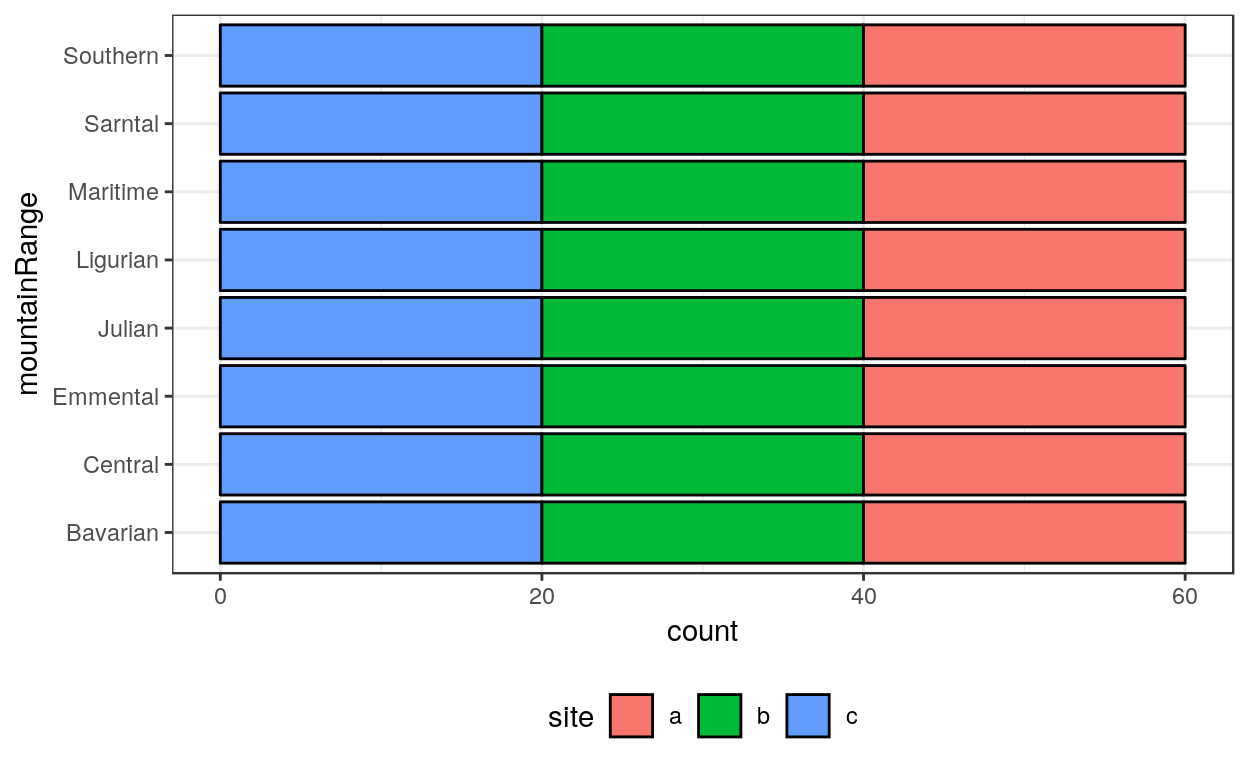 mountainRange
Southern
Sarntal
Maritime
Ligurian
Julian
Emmental
Central
Bavarian
0 20 40 60
count
site a b c